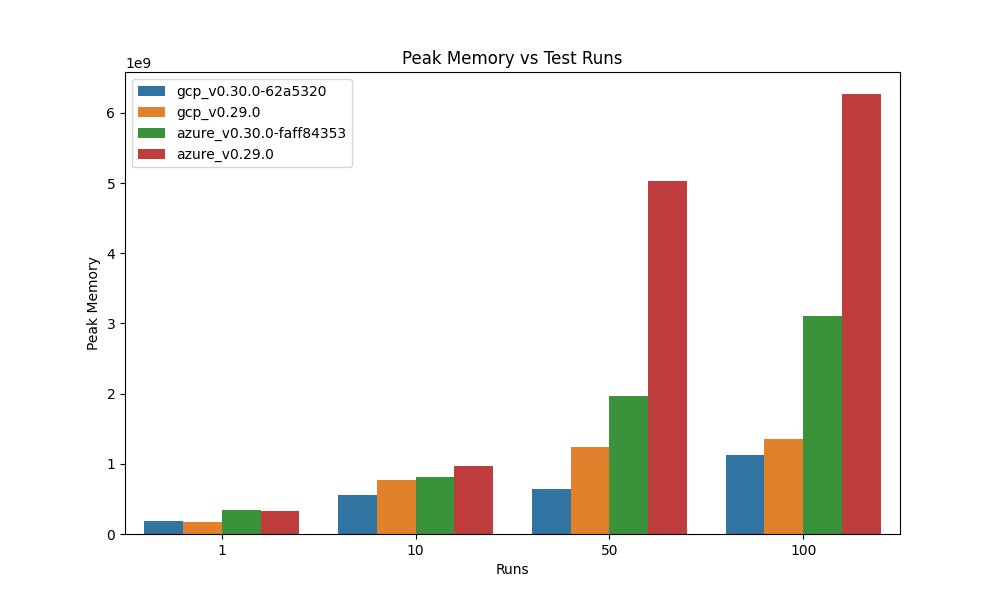 Peak Memory vs Test Runs
1e9
gcp_v0.30.0-62a5320
gcp_v0.29.0
azure_v0.30.0-faff84353
azure_v0.29.0
6
5
4
3
2
1
0
Peak Memory
1 10 50 100
Runs